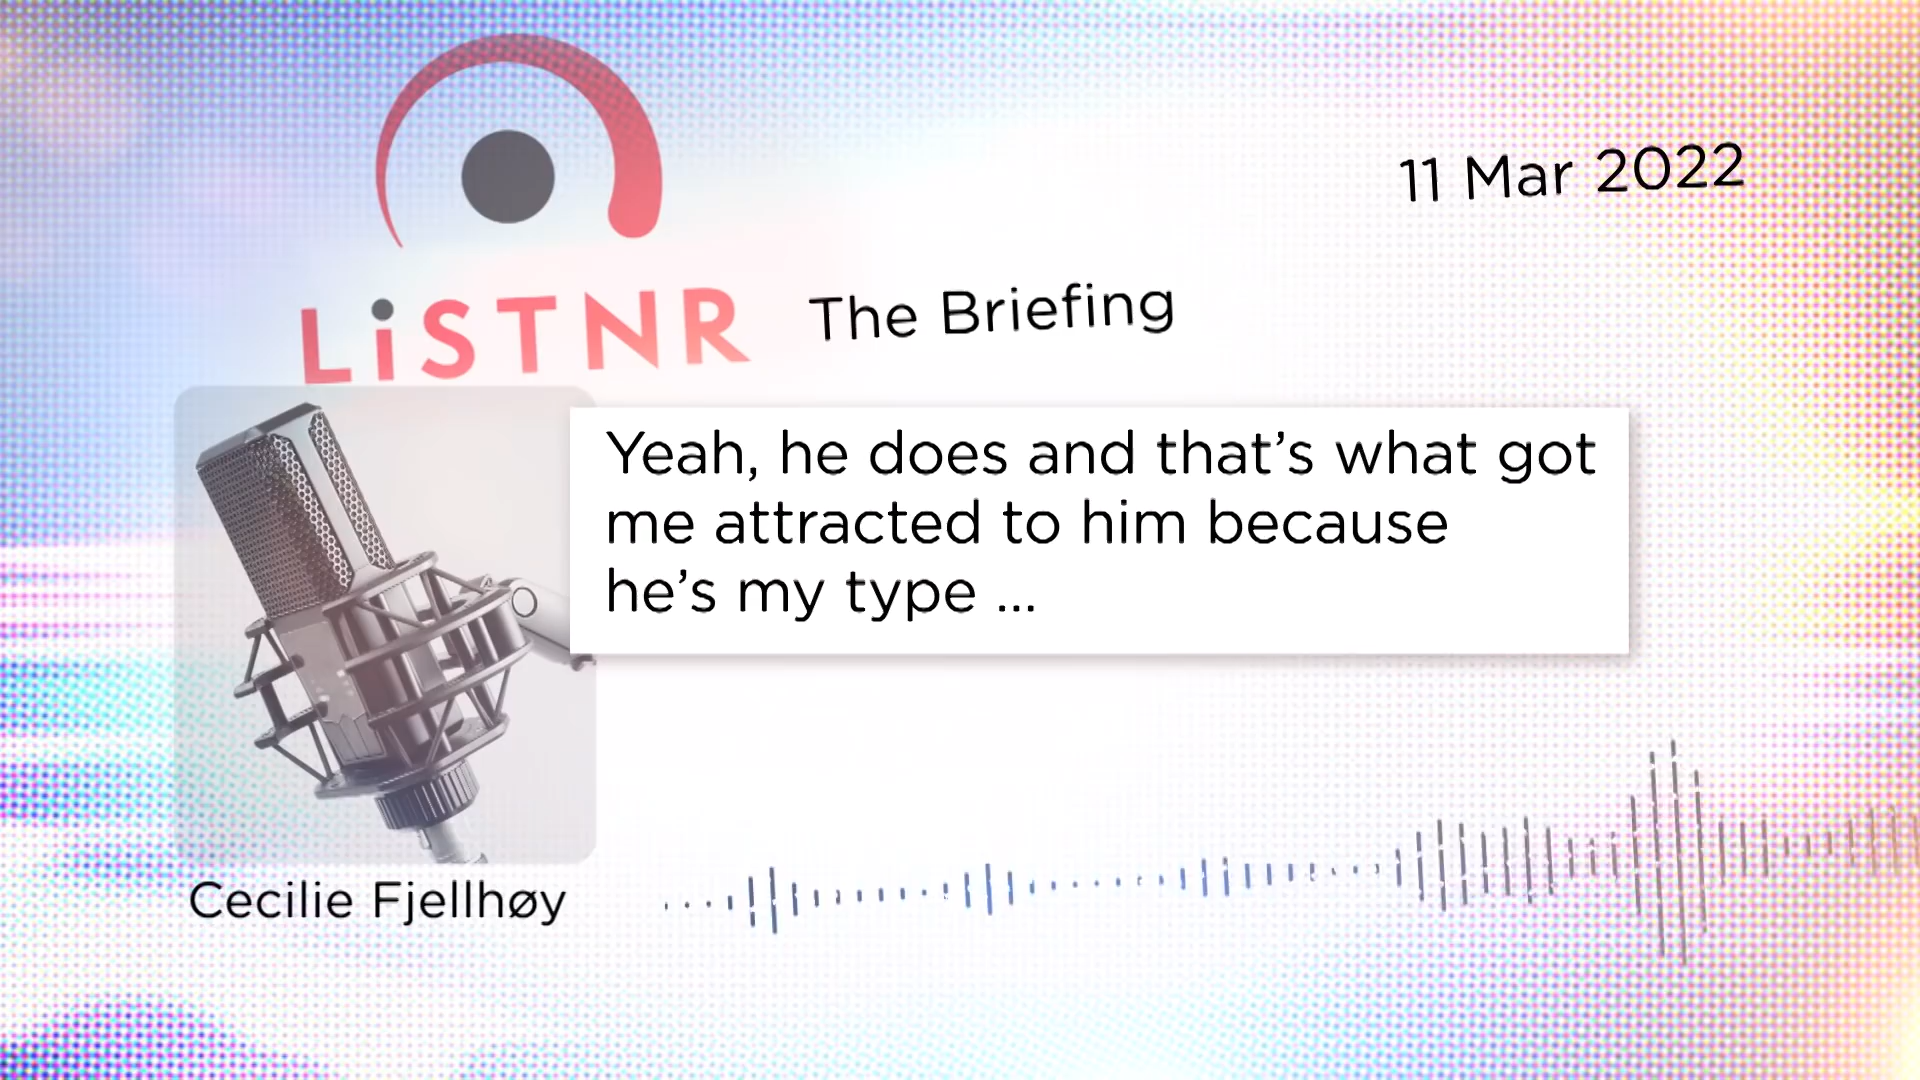 11 Mar 2022
LiSTNR
The Briefing
Yeah, he does and that’s what got
me attracted to him because
he’s my type ...
Cecilie Fjellhøy